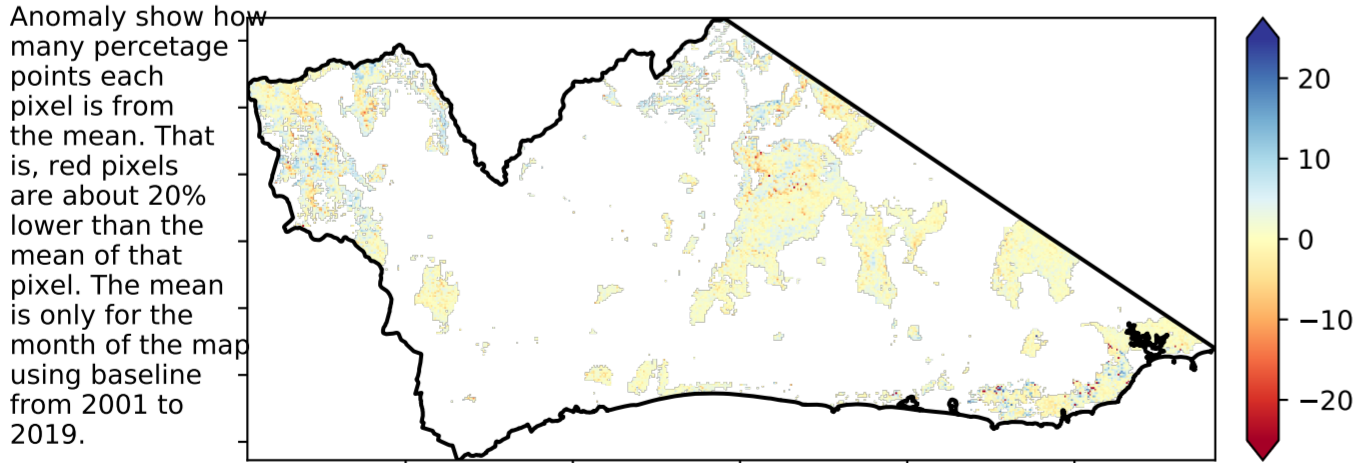 Anomaly show how
many percetage
points each
pixel is from
the mean. That
is, red pixels
are about 20%
lower than the
mean of that
pixel. The mean
is only for the
month of the map
using baseline
from 2001 to
2019.
20
10
0
−10
−20